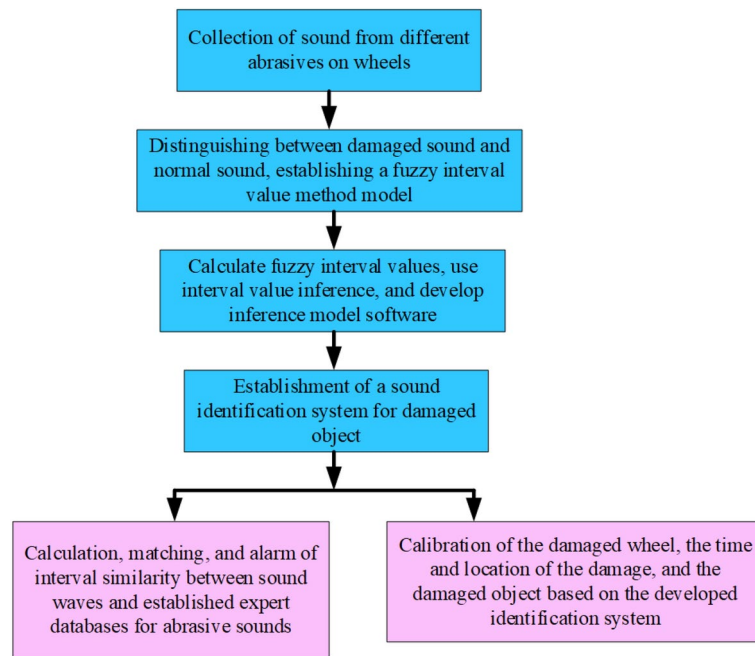 Collection of sound from different
abrasives on wheels
Distinguishing between damaged sound and
normal sound, establishing a fuzzy interval
value method model
Calculate fuzzy interval values, use
interval value inference, and develop
inference model software
Establishment of a sound
identification system for damaged
object
Calculation, matching, and alarm of
interval similarity between sound
waves and established expert
databases for abrasive sounds
Calibration of the damaged wheel, the time
and location of the damage, and the
damaged object based on the developed
identification system